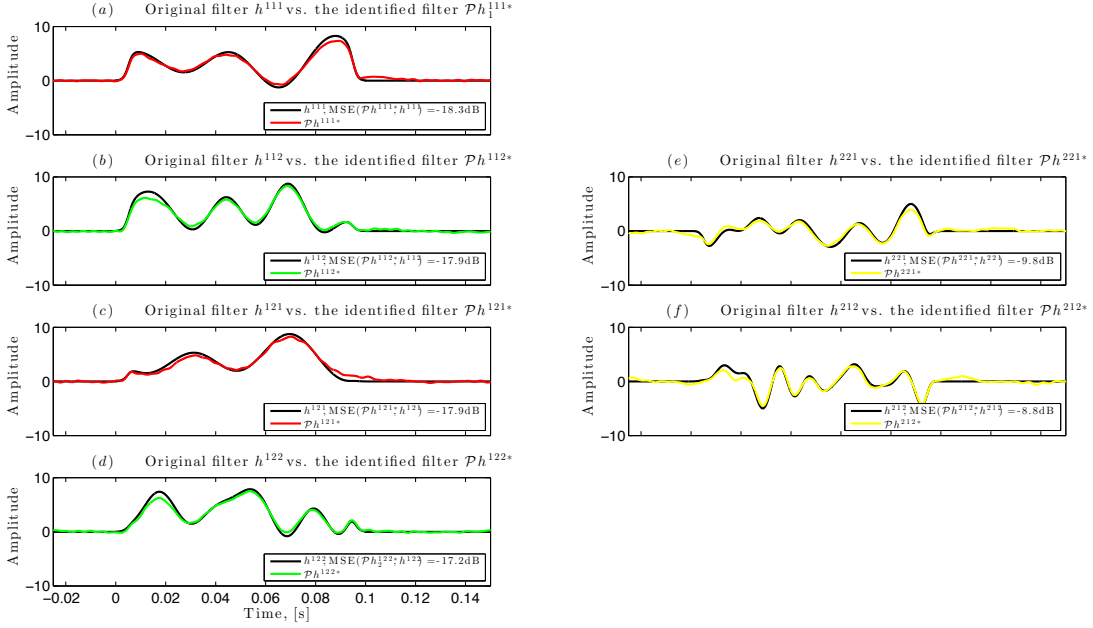 (a) Original filter h^111 vs. the identified filter 𝒫h_1^111*
10
0
−10
Amplitude
h^111, MSE(𝒫h^111*, h^111) =-18.3dB
𝒫h^111*
(b) Original filter h^112 vs. the identified filter 𝒫h^112*
10
0
−10
Amplitude
h^112, MSE(𝒫h^112*, h^112) =-17.9dB
𝒫h^112*
(c) Original filter h^121 vs. the identified filter 𝒫h^121*
10
0
−10
Amplitude
h^121, MSE(𝒫h^121*, h^121) =-17.9dB
𝒫h^121*
(d) Original filter h^122 vs. the identified filter 𝒫h^122*
10
0
−10
Amplitude
h^122, MSE(𝒫h_2^122*, h^122) =-17.2dB
𝒫h^122*
−0.02 0 0.02 0.04 0.06 0.08 0.1 0.12 0.14
Time, [s]
(e) Original filter h^221 vs. the identified filter 𝒫h^221*
10
0
−10
Amplitude
h^221, MSE(𝒫h^221*, h^221) =-9.8dB
𝒫h^221*
(f) Original filter h^212 vs. the identified filter 𝒫h^212*
10
0
−10
Amplitude
h^212, MSE(𝒫h^212*, h^212) =-8.8dB
𝒫h^212*